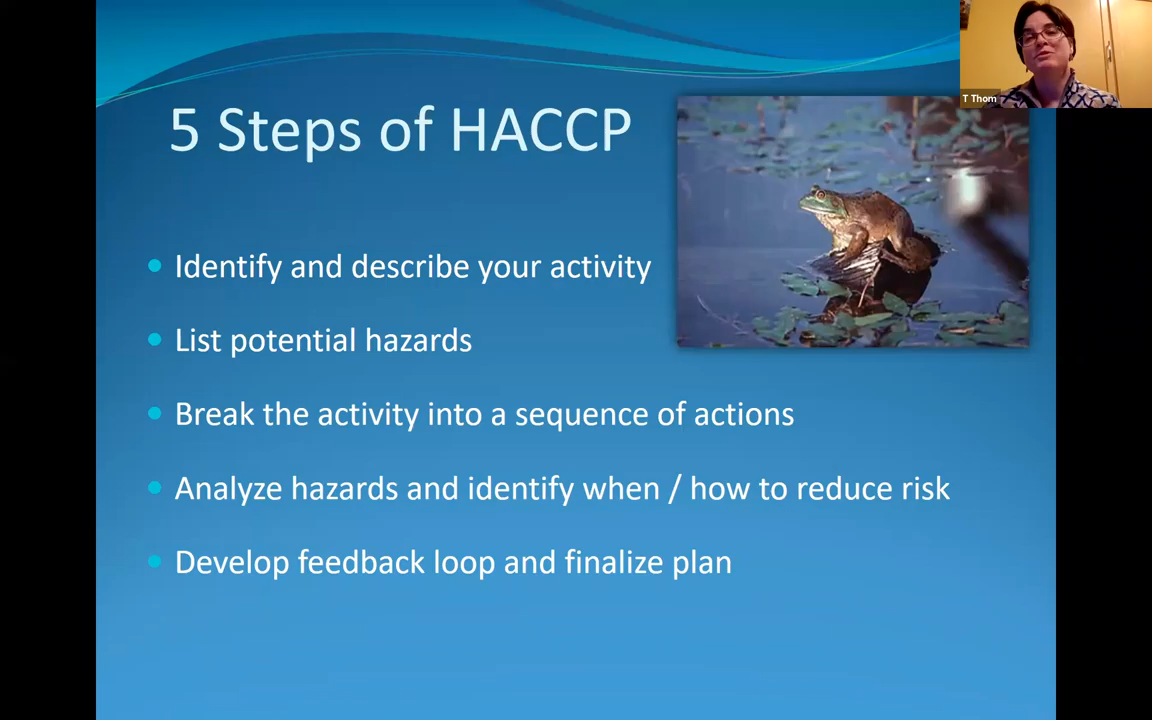 T Thom
5 Steps of HACCP
Identify and describe your activity
List potential hazards
Break the activity into a sequence of actions
Analyze hazards and identify when / how to reduce risk
Develop feedback loop and finalize plan